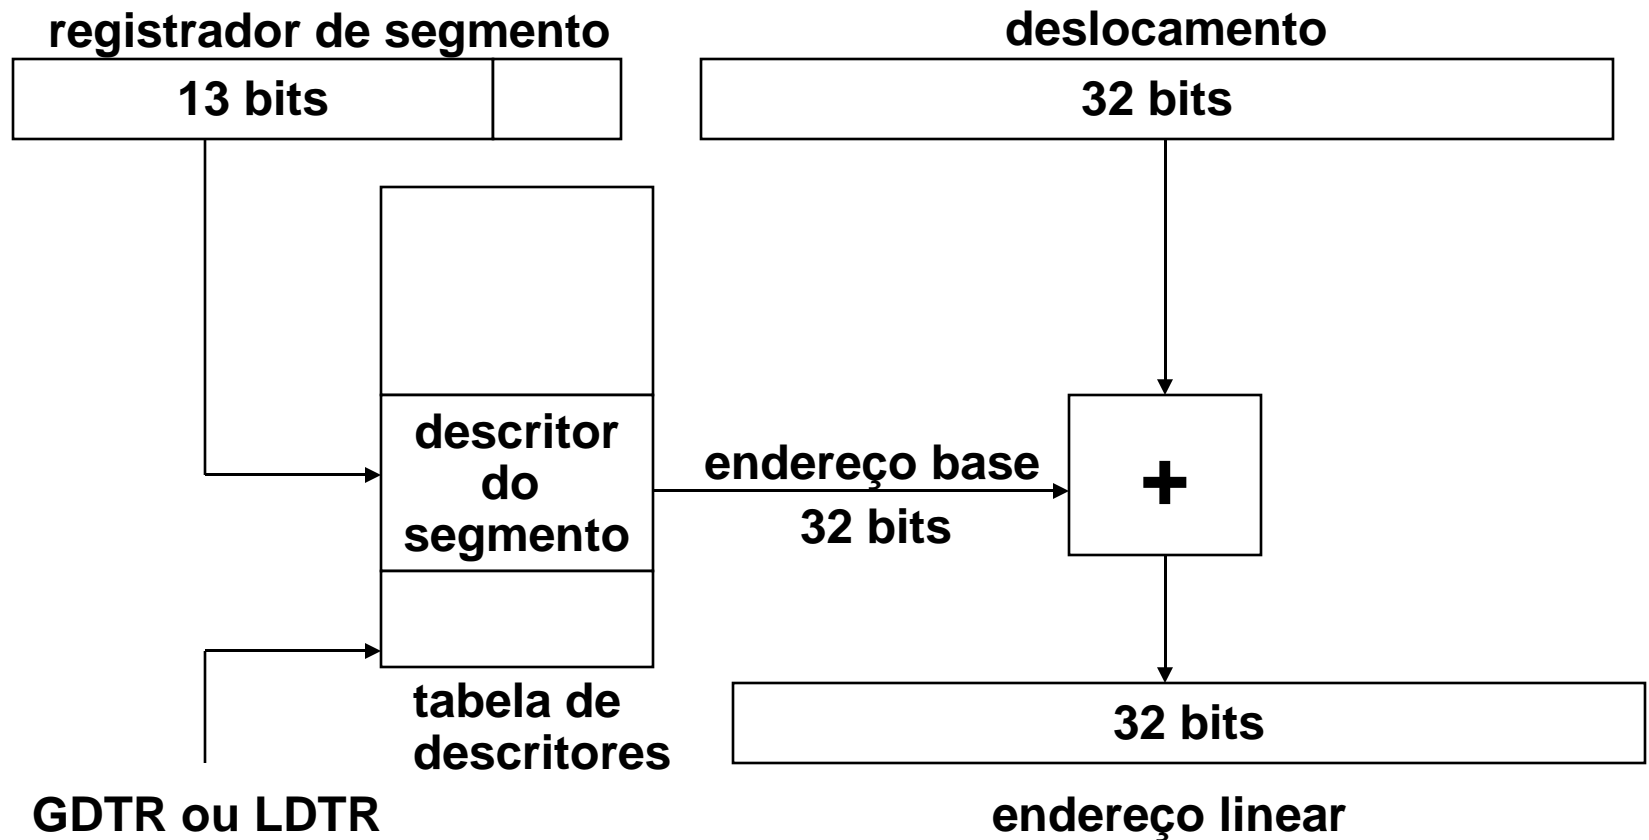 registrador de segmento
deslocamento
13 bits
32 bits
descritor
do
segmento
endereço base
32 bits
+
tabela de
descritores
32 bits
GDTR ou LDTR
endereço linear